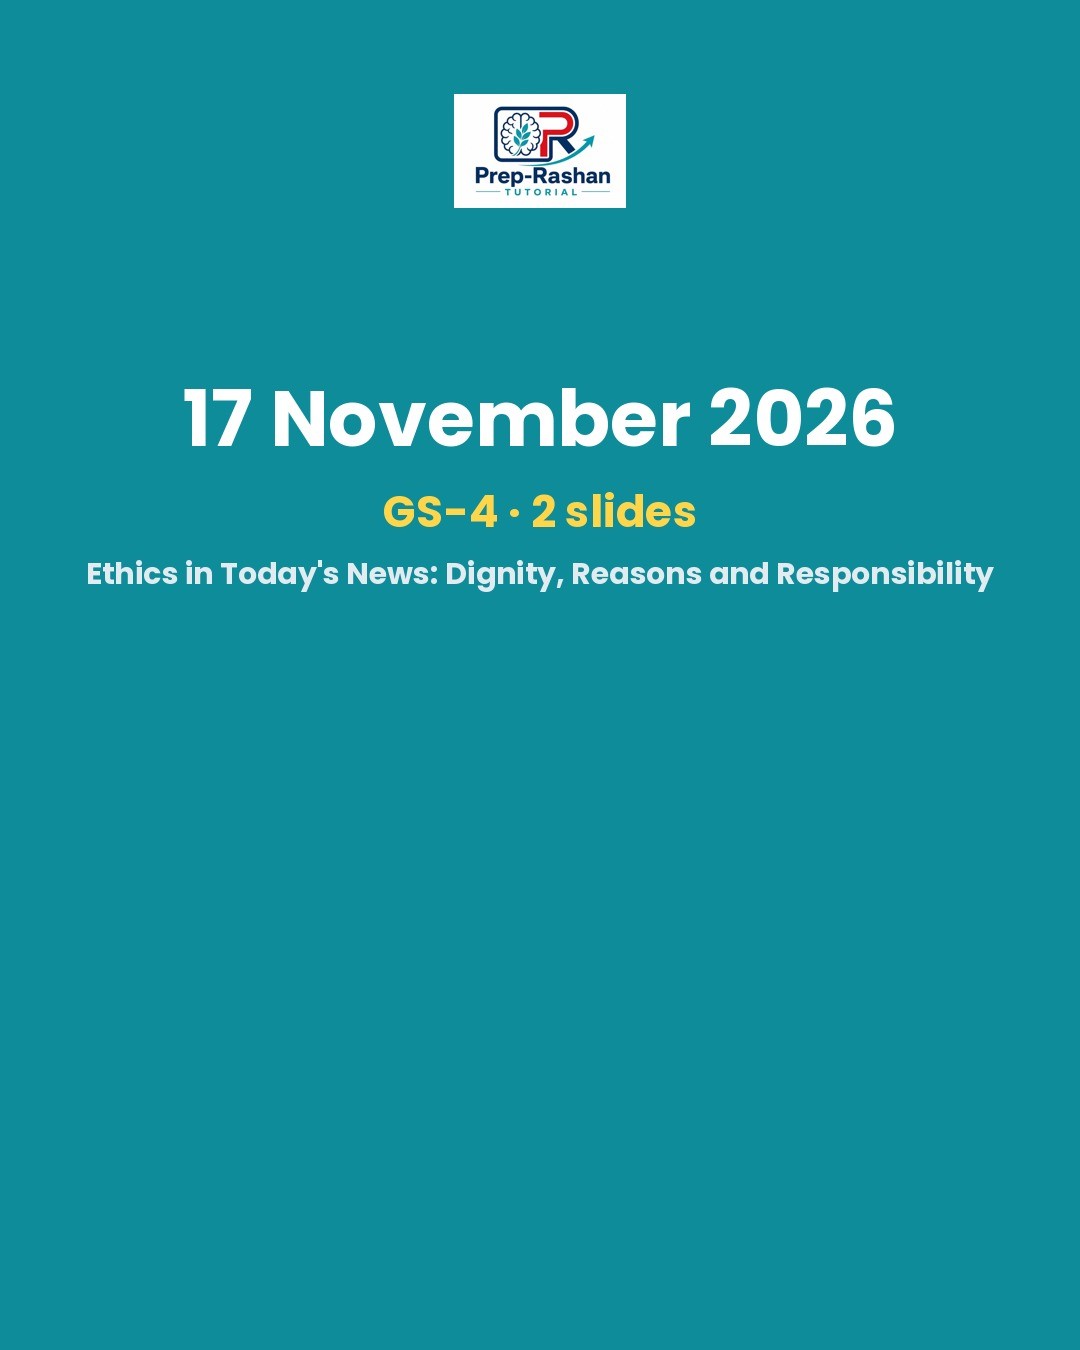 Prep-Rashan
TUTORIAL
17 November 2026
GS-4 · 2 slides
Ethics in Today's News: Dignity, Reasons and Responsibility